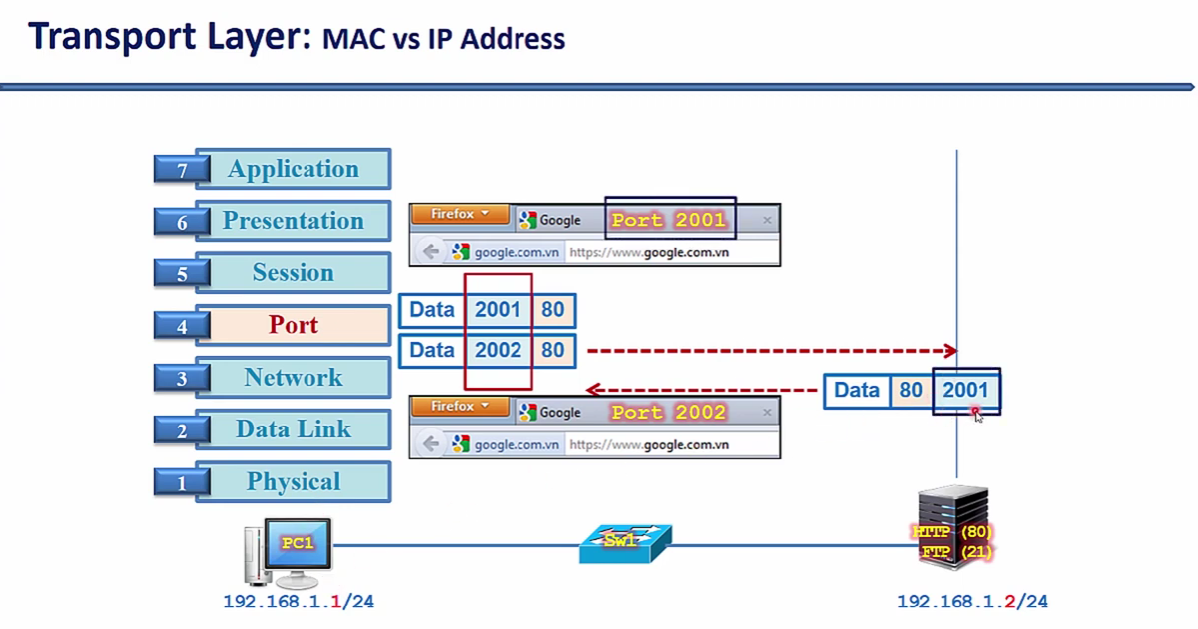 Transport Layer: MAC vs IP Address
7 Application
6 Presentation
5 Session
4 Port
3 Network
2 Data Link
1 Physical
Firefox Google Port 2001 ×
google.com.vn https://www.google.com.vn
Data 2001 80
Data 2002 80
Data 80 2001
Firefox Google Port 2002 ×
google.com.vn https://www.google.com.vn
PC1
Sw1
HTTP (80)
FTP (21)
192.168.1.1/24
192.168.1.2/24